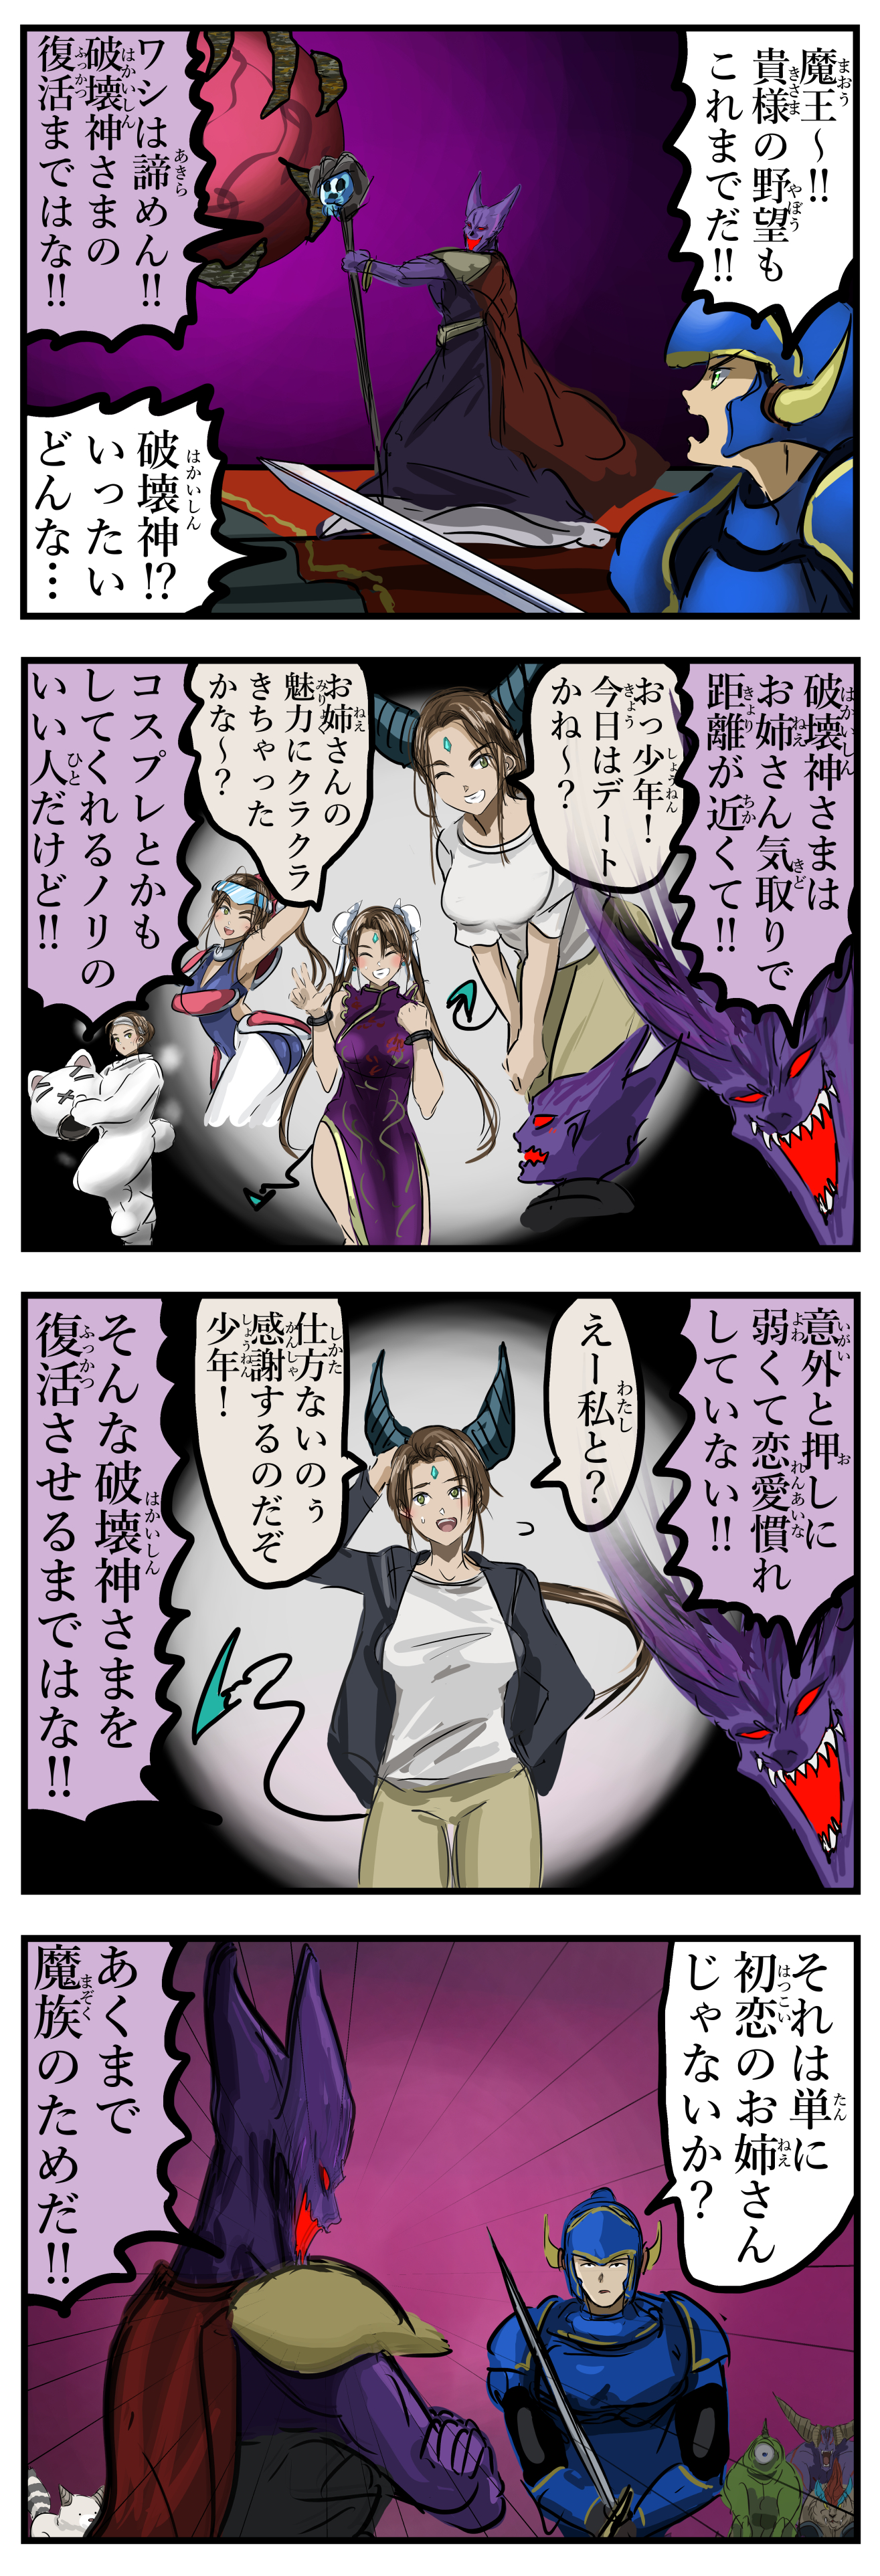 魔王～!!
貴様の野望も
これまでだ!!
ワシは諦めん!!
破壊神さまの
復活まではな!!
破壊神!?
いったい
どんな…
破壊神さまは
お姉さん気取りで
距離が近くて!!
おっ少年！
今日はデート
かね～？
お姉さんの
魅力にクラクラ
きちゃった
かな～？
コスプレとかも
してくれるノリの
いい人だけど!!
意外と押しに
弱くて恋愛慣れ
していない!!
えー私と？
仕方ないのぅ
感謝するのだぞ
少年！
そんな破壊神さまを
復活させるまではな!!
それは単に
初恋のお姉さん
じゃないか？
あくまで
魔族のためだ!!